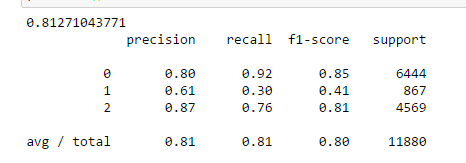 0.81271043771
precision recall f1-score support
0 0.80 0.92 0.85 6444
1 0.61 0.30 0.41 867
2 0.87 0.76 0.81 4569
avg / total 0.81 0.81 0.80 11880